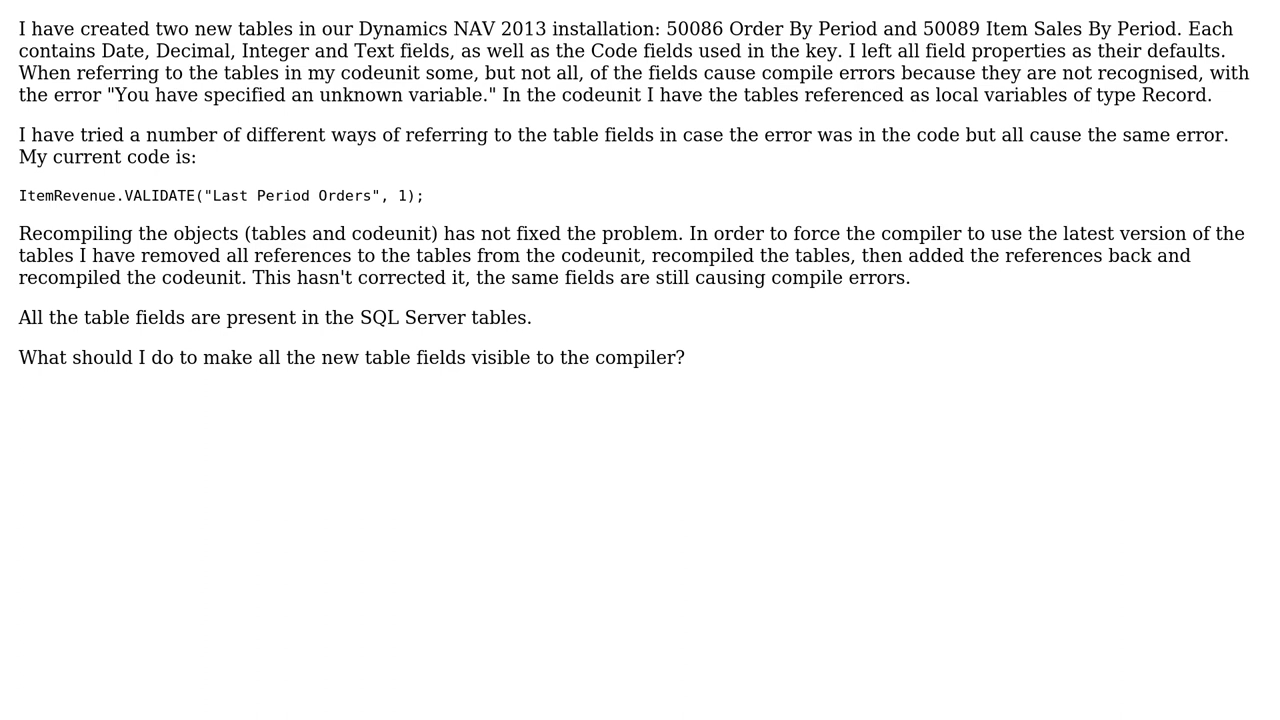 I have created two new tables in our Dynamics NAV 2013 installation: 50086 Order By Period and 50089 Item Sales By Period. Each
contains Date, Decimal, Integer and Text fields, as well as the Code fields used in the key. I left all field properties as their defaults.
When referring to the tables in my codeunit some, but not all, of the fields cause compile errors because they are not recognised, with
the error "You have specified an unknown variable." In the codeunit I have the tables referenced as local variables of type Record.
I have tried a number of different ways of referring to the table fields in case the error was in the code but all cause the same error.
My current code is:
ItemRevenue.VALIDATE("Last Period Orders", 1);
Recompiling the objects (tables and codeunit) has not fixed the problem. In order to force the compiler to use the latest version of the
tables I have removed all references to the tables from the codeunit, recompiled the tables, then added the references back and
recompiled the codeunit. This hasn't corrected it, the same fields are still causing compile errors.
All the table fields are present in the SQL Server tables.
What should I do to make all the new table fields visible to the compiler?